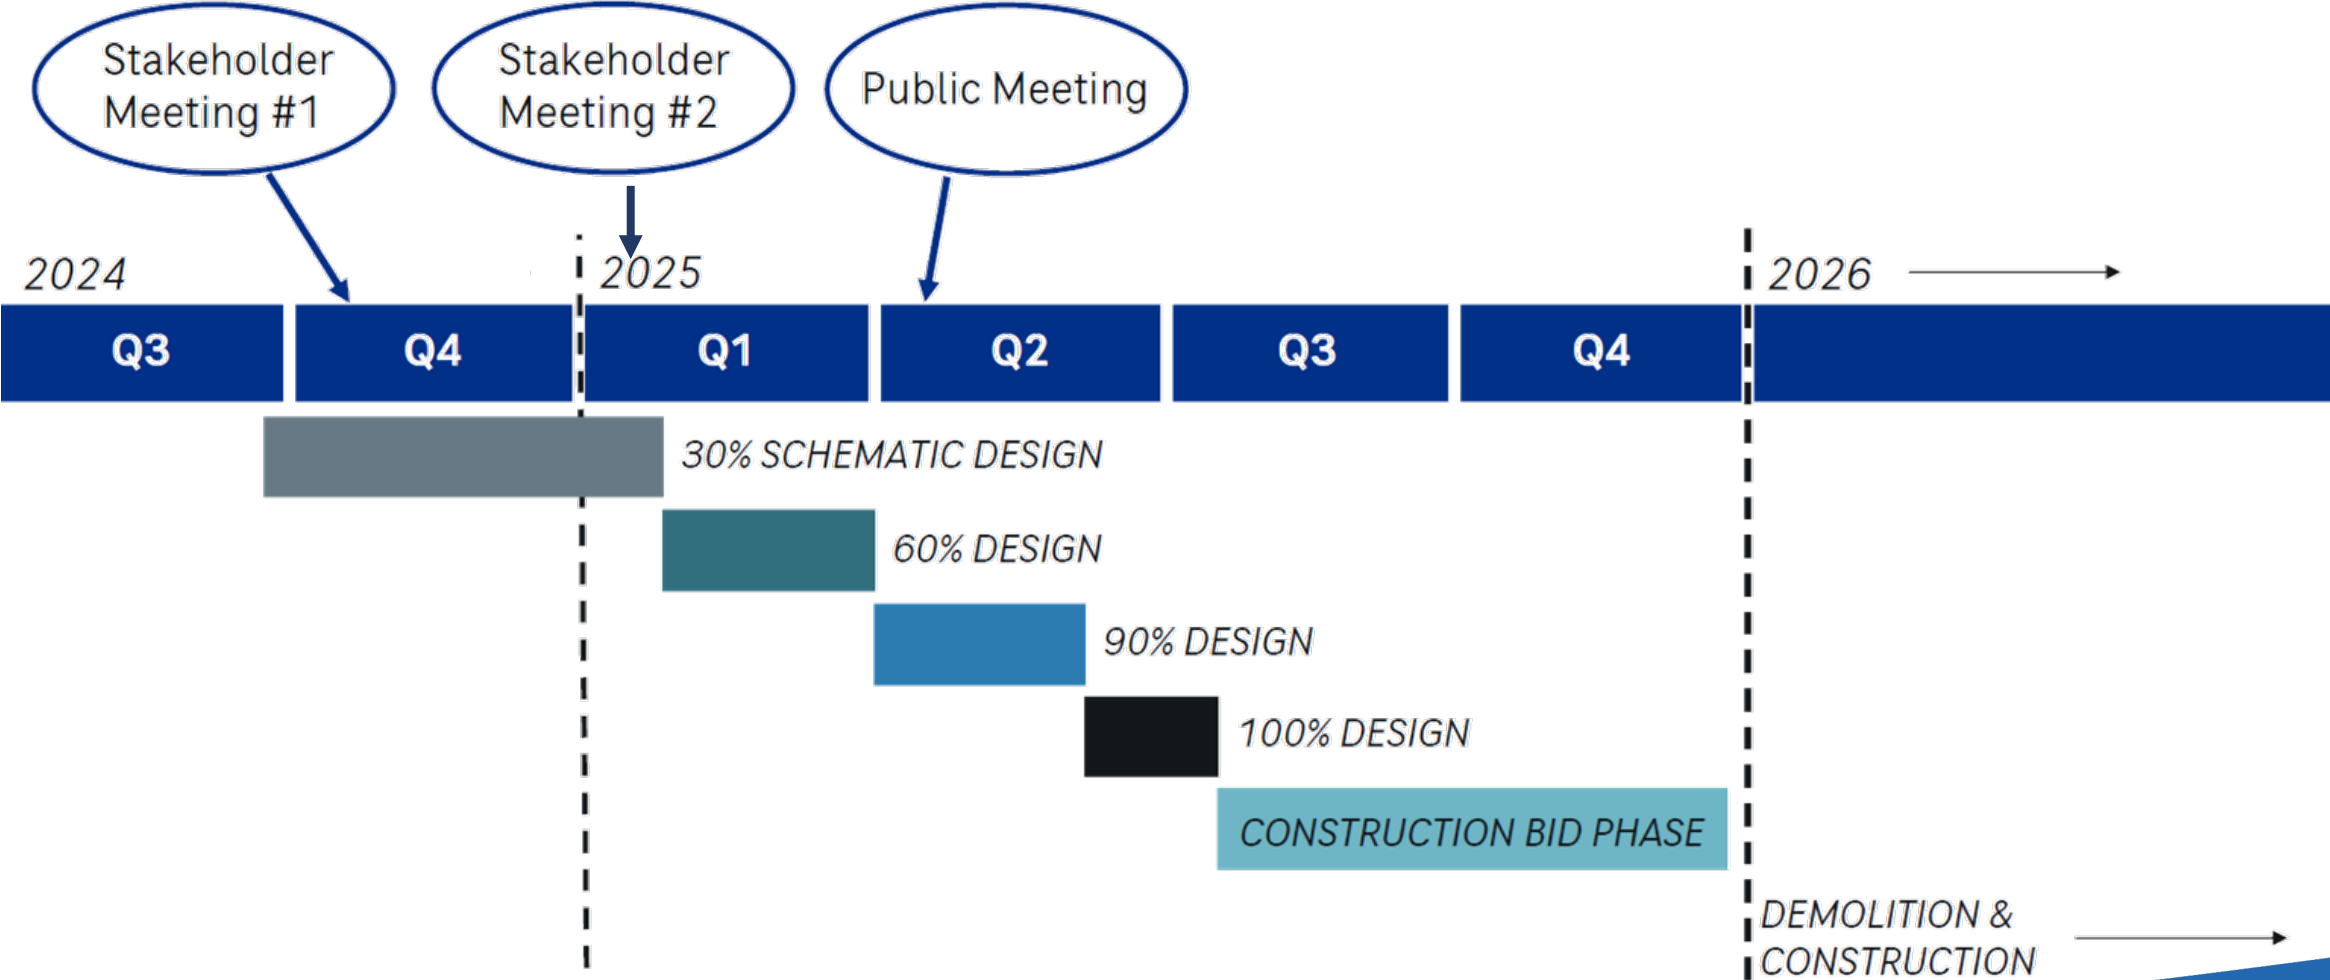 Stakeholder
Meeting #1
Stakeholder
Meeting #2
Public Meeting
2024
2025
2026
Q3
Q4
Q1
Q2
Q3
Q4
30% SCHEMATIC DESIGN
60% DESIGN
90% DESIGN
100% DESIGN
CONSTRUCTION BID PHASE
DEMOLITION &
CONSTRUCTION